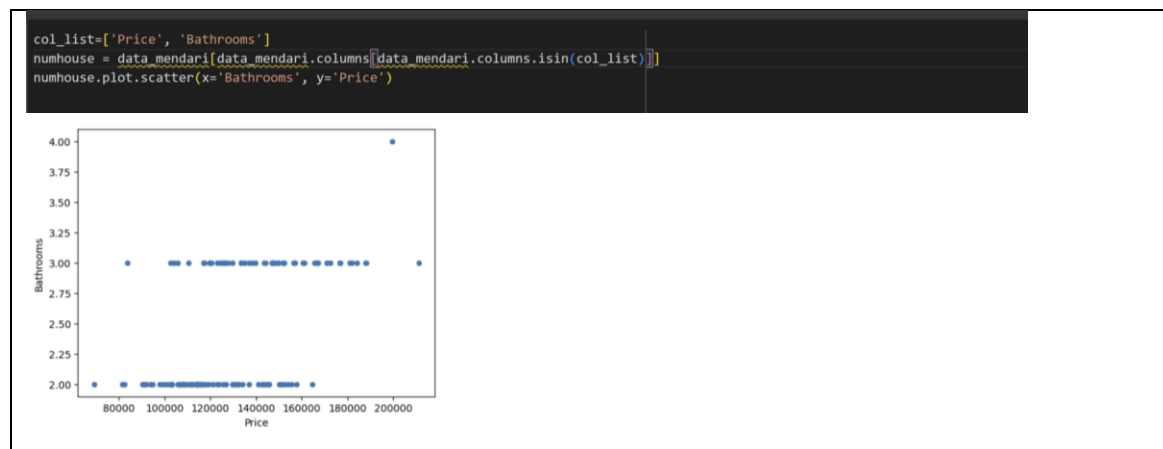 col_list=['Price', 'Bathrooms']
numhouse = data_mendari[data_mendari.columns[data_mendari.columns.isin(col_list)]]
numhouse.plot.scatter(x='Bathrooms', y='Price')
4.00
3.75
3.50
3.25
3.00
2.75
2.50
2.25
2.00
Bathrooms
80000 100000 120000 140000 160000 180000 200000
Price